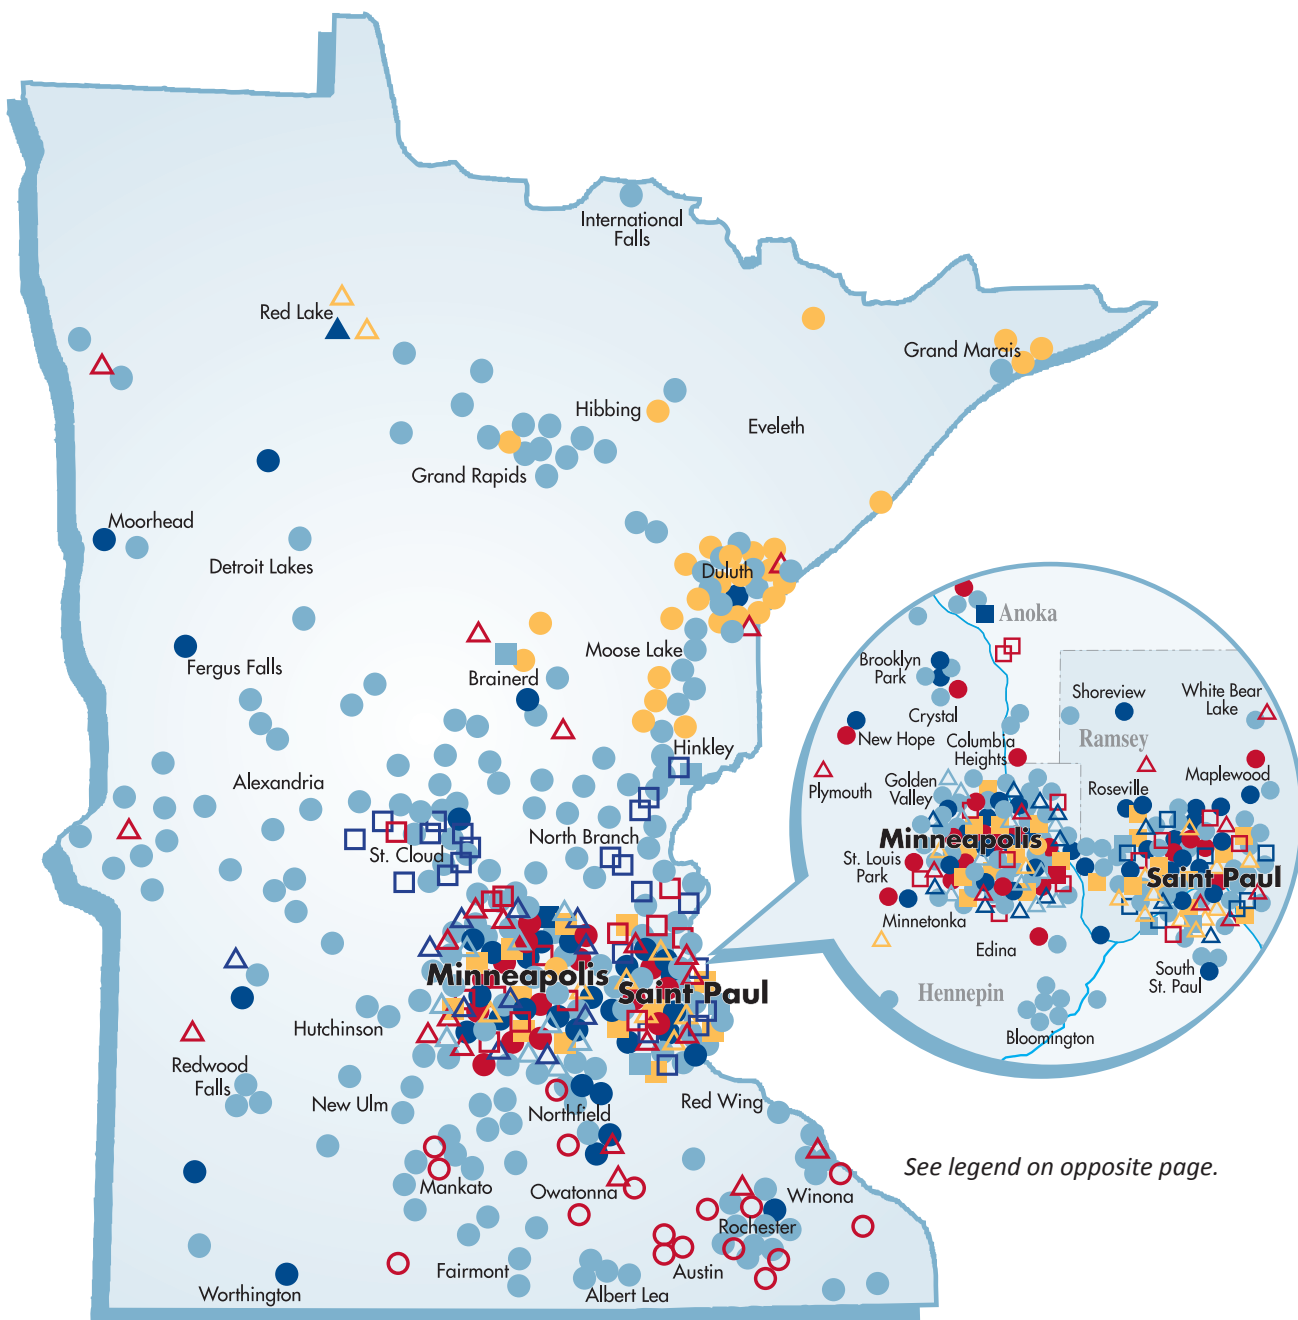 International
Falls
Red Lake
Grand Marais
Hibbing
Eveleth
Grand Rapids
Moorhead
Detroit Lakes
Duluth
Fergus Falls
Moose Lake
Brainerd
Hinkley
Alexandria
North Branch
St. Cloud
Minneapolis
Saint Paul
Hutchinson
Redwood
Falls
New Ulm
Northfield
Red Wing
Mankato
Owatonna
Winona
Rochester
Fairmont
Austin
Albert Lea
Worthington
Anoka
Brooklyn
Park
Shoreview
White Bear
Lake
Crystal
New Hope
Columbia
Heights
Ramsey
Plymouth
Golden
Valley
Roseville
Maplewood
Minneapolis
St. Louis
Park
Saint Paul
Minnetonka
Edina
South
St. Paul
Hennepin
Bloomington
See legend on opposite page.